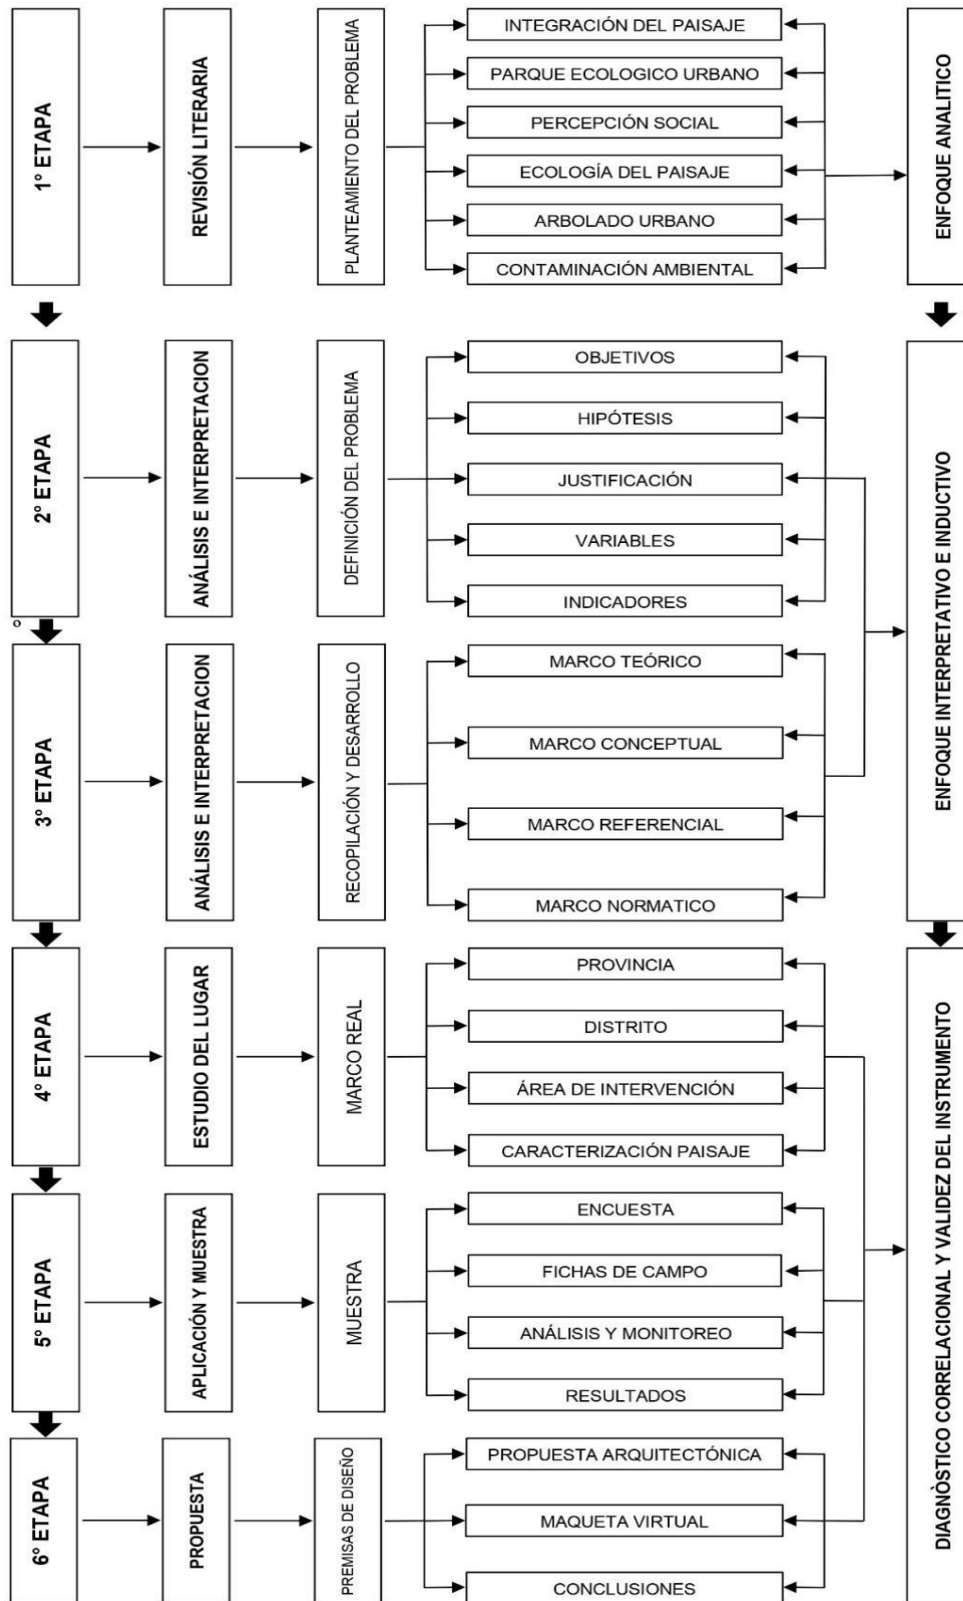 1° ETAPA
REVISIÓN LITERARIA
PLANTEAMIENTO DEL PROBLEMA
INTEGRACIÓN DEL PAISAJE
PARQUE ECOLOGICO URBANO
PERCEPCIÓN SOCIAL
ECOLOGÍA DEL PAISAJE
ARBOLADO URBANO
CONTAMINACIÓN AMBIENTAL
ENFOQUE ANALITICO
2° ETAPA
ANÁLISIS E INTERPRETACION
DEFINICIÓN DEL PROBLEMA
OBJETIVOS
HIPÓTESIS
JUSTIFICACIÓN
VARIABLES
INDICADORES
ENFOQUE INTERPRETATIVO E INDUCTIVO
°
3° ETAPA
ANÁLISIS E INTERPRETACION
RECOPILACIÓN Y DESARROLLO
MARCO TEÓRICO
MARCO CONCEPTUAL
MARCO REFERENCIAL
MARCO NORMATICO
4° ETAPA
ESTUDIO DEL LUGAR
MARCO REAL
PROVINCIA
DISTRITO
ÁREA DE INTERVENCIÓN
CARACTERIZACIÓN PAISAJE
DIAGNÒSTICO CORRELACIONAL Y VALIDEZ DEL INSTRUMENTO
5° ETAPA
APLICACIÓN Y MUESTRA
MUESTRA
ENCUESTA
FICHAS DE CAMPO
ANÁLISIS Y MONITOREO
RESULTADOS
6° ETAPA
PROPUESTA
PREMISAS DE DISEÑO
PROPUESTA ARQUITECTÓNICA
MAQUETA VIRTUAL
CONCLUSIONES